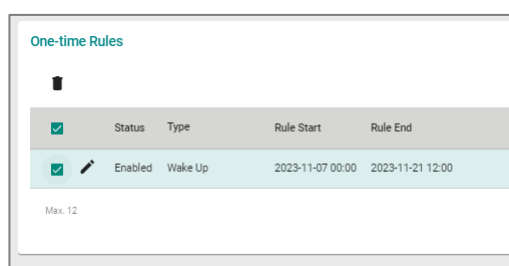 One-time Rules
Status Type Rule Start Rule End
Enabled Wake Up 2023-11-07 00:00 2023-11-21 12:00
Max. 12